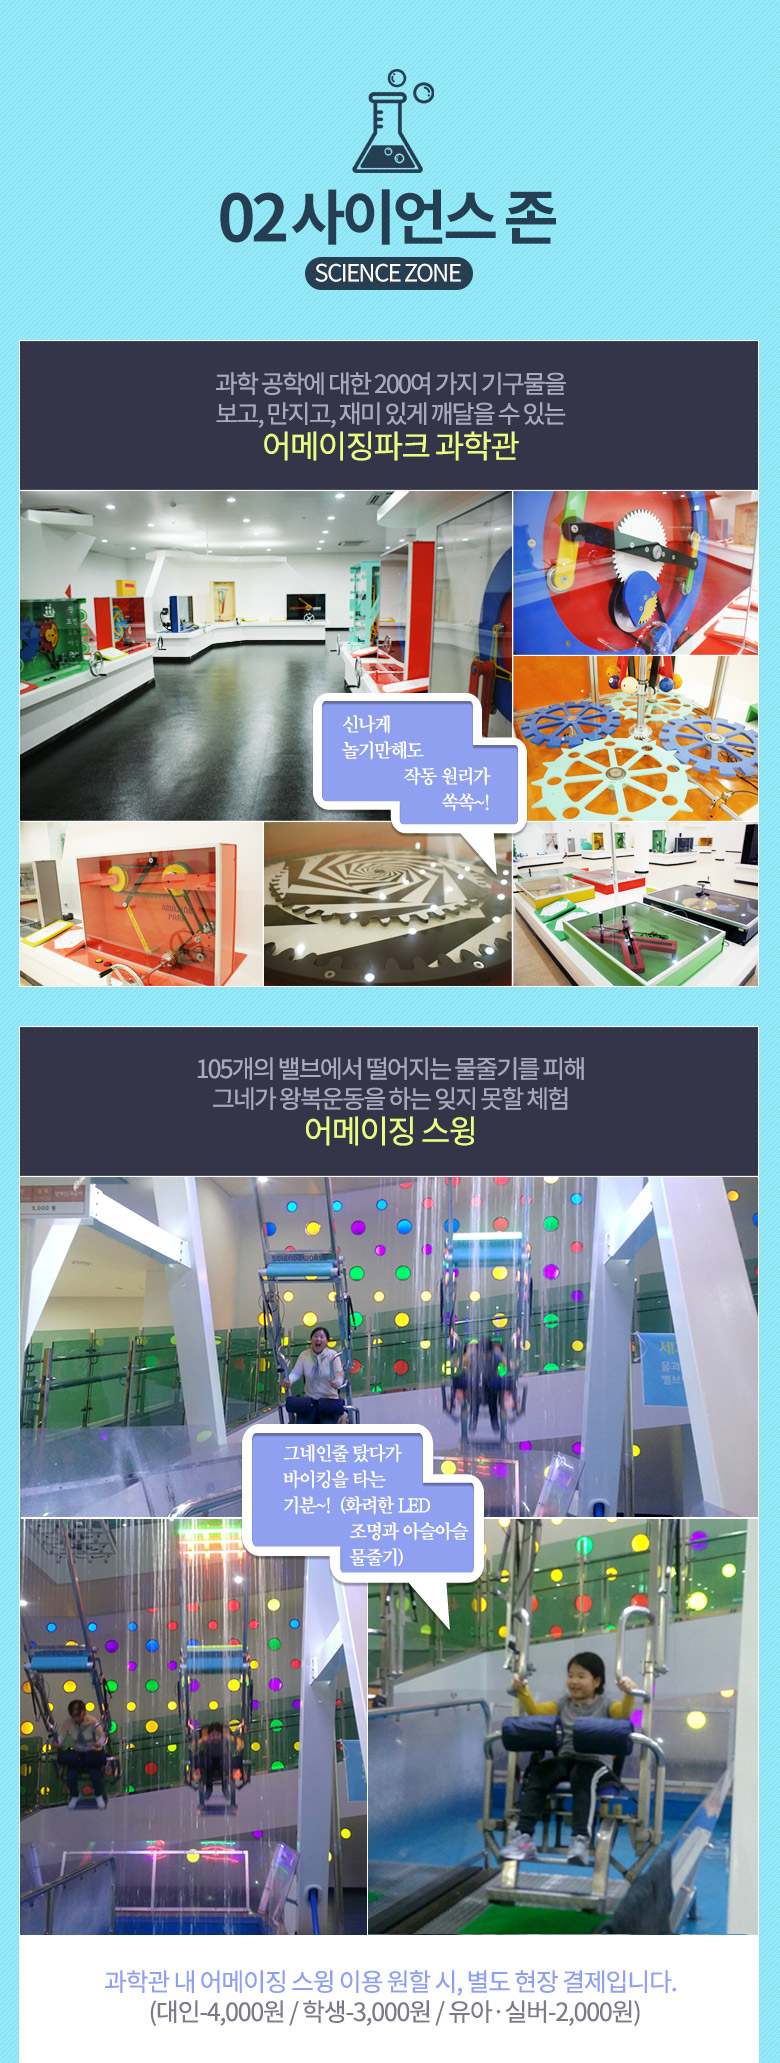 02 사이언스 존
SCIENCE ZONE
과학 공학에 대한 200여 가지 기구물을
보고, 만지고, 재미 있게 깨달을 수 있는
어메이징파크 과학관
신나게
놀기만해도
작동 원리가
쏙쏙~!
AMAZING
PARK
105개의 밸브에서 떨어지는 물줄기를 피해
그네가 왕복운동을 하는 잊지 못할 체험
어메이징 스윙
3,000 원
그네인줄 탔다가
바이킹을 타는
기분~! (화려한 LED
조명과 아슬아슬
물줄기)
과학관 내 어메이징 스윙 이용 원할 시, 별도 현장 결제입니다.
(대인-4,000원 / 학생-3,000원 / 유아·실버-2,000원)